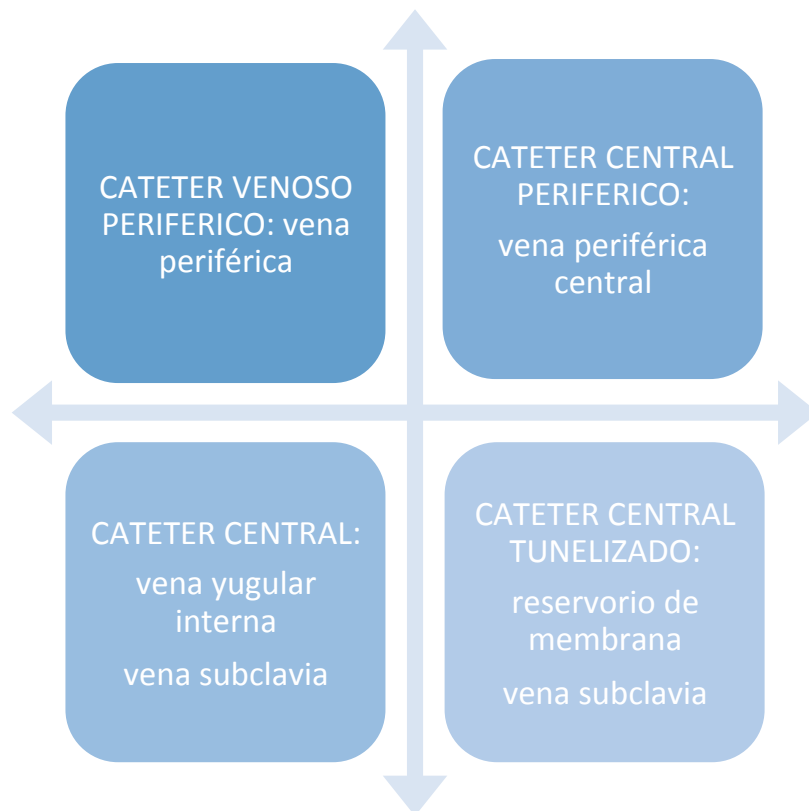 CATETER VENOSO
PERIFERICO: vena
periférica
CATETER CENTRAL
PERIFERICO:
vena periférica
central
CATETER CENTRAL:
vena yugular
interna
vena subclavia
CATETER CENTRAL
TUNELIZADO:
reservorio de
membrana
vena subclavia